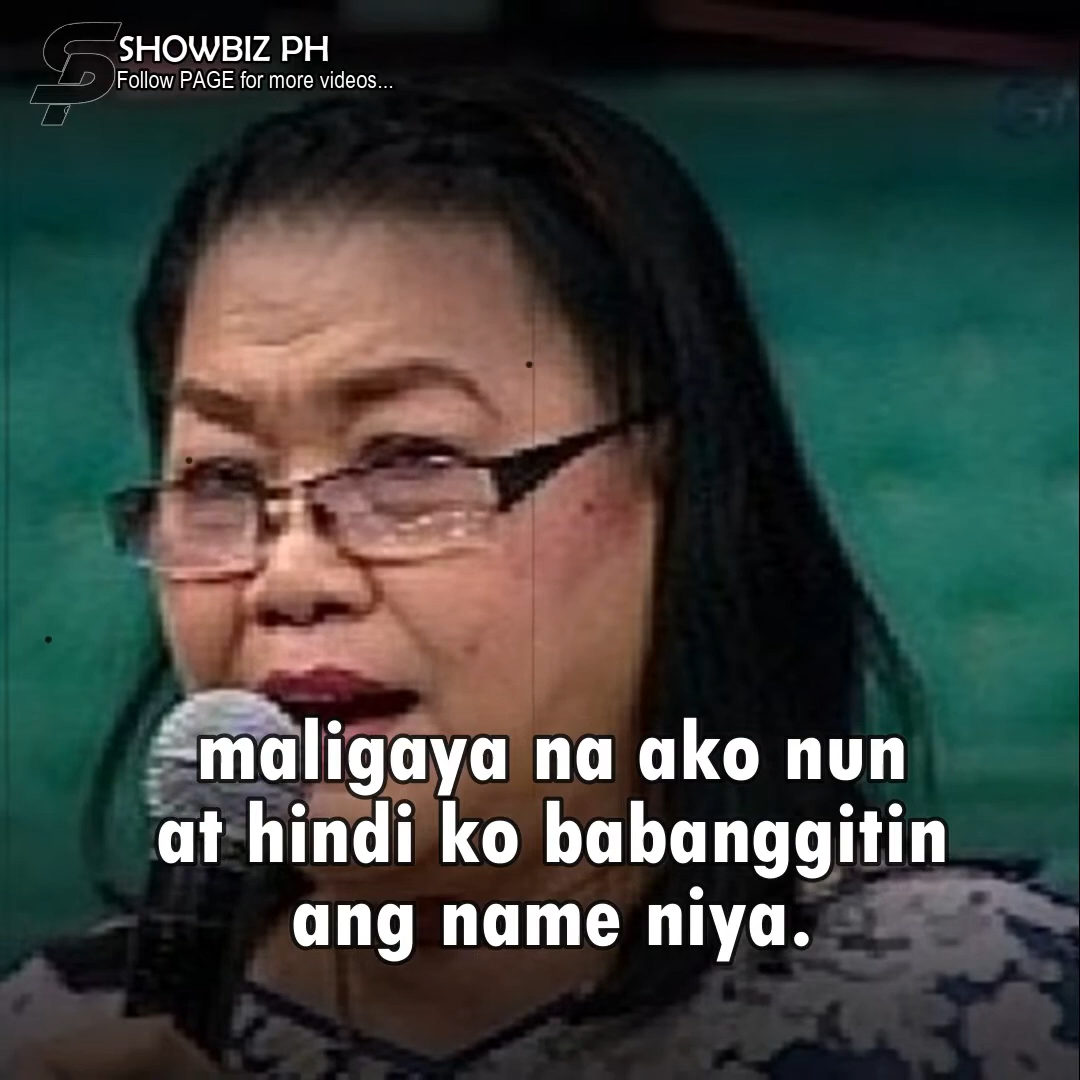 SHOWBIZ PH
Follow PAGE for more videos...
maligaya na ako nun
at hindi ko babanggitin
ang name niya.